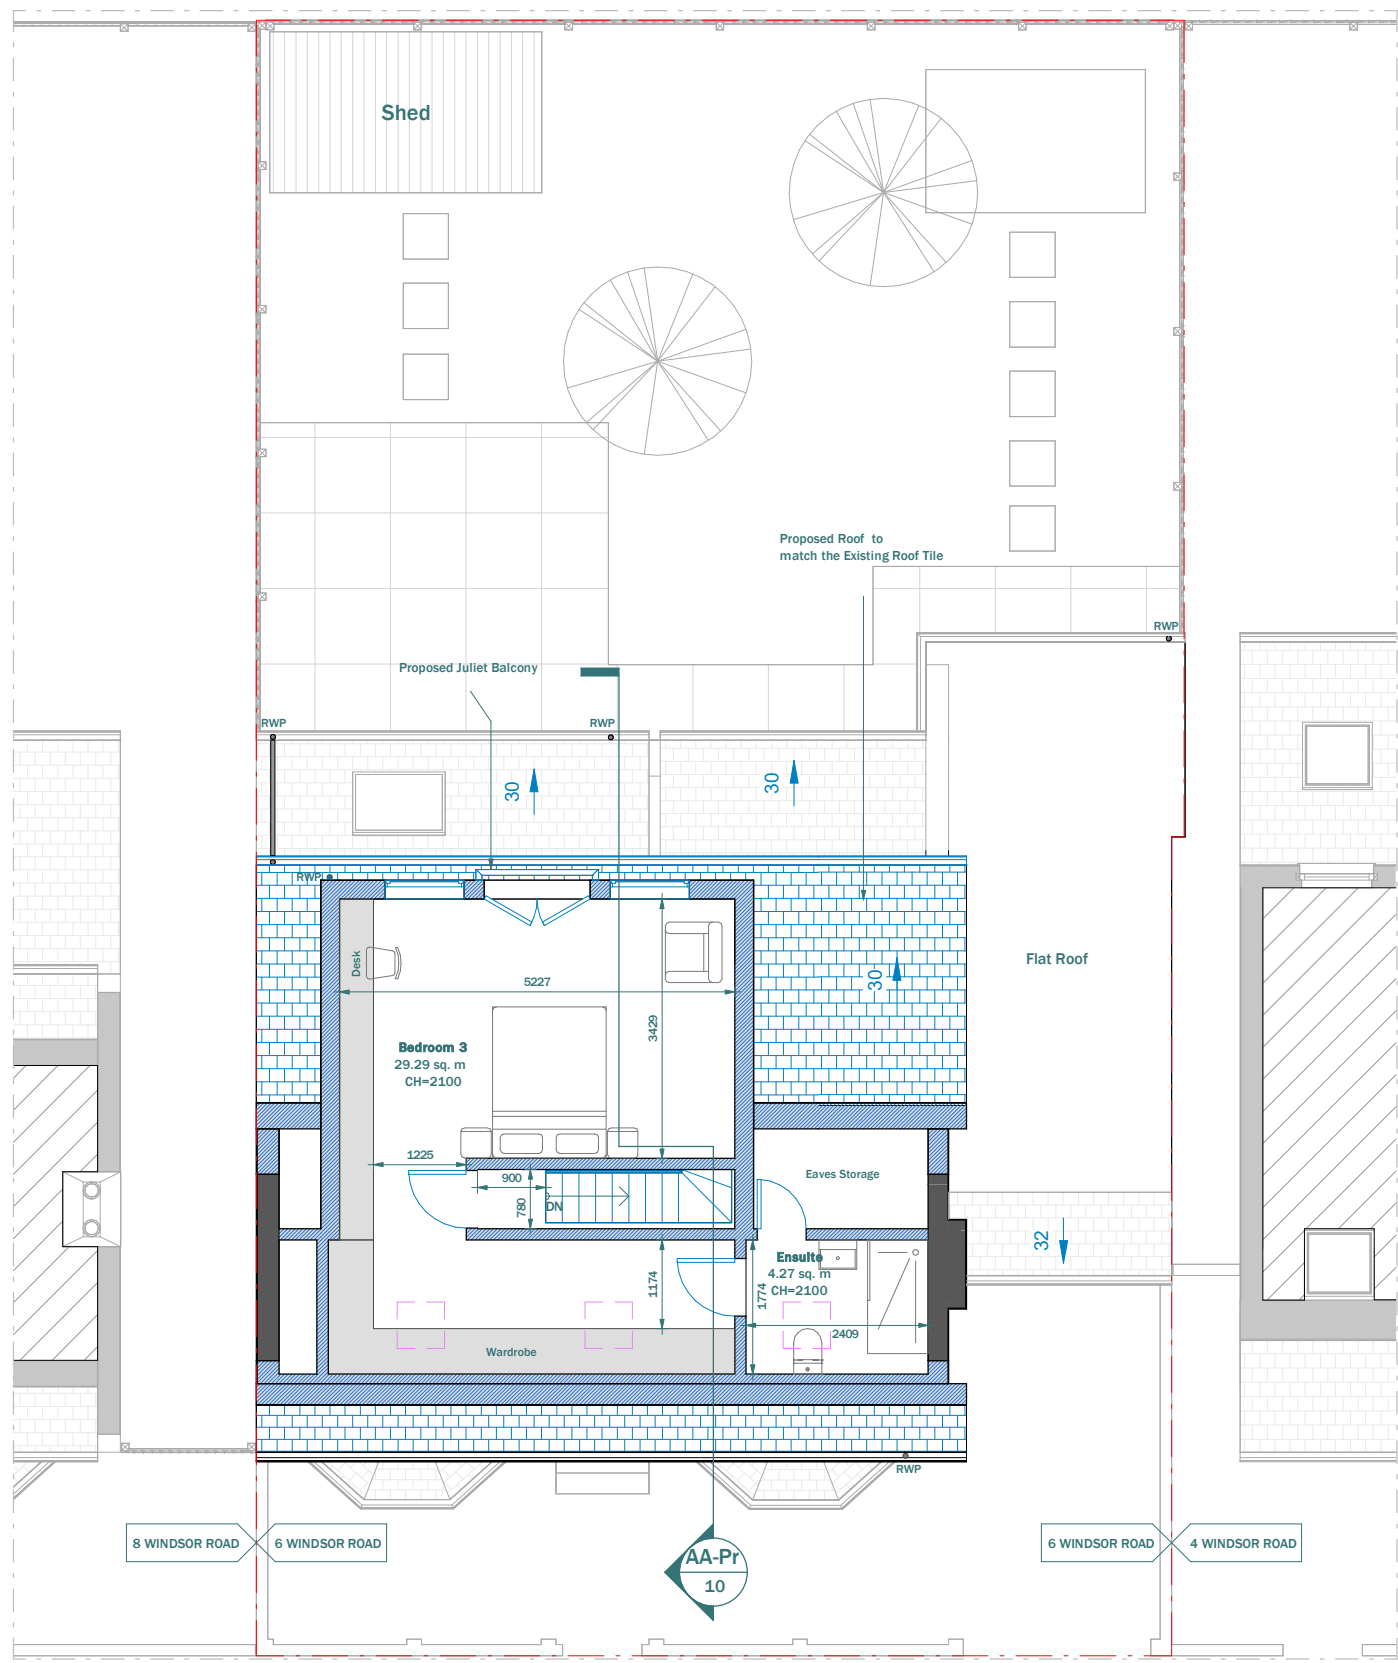 Shed
Proposed Roof to
match the Existing Roof Tile
RWP
Proposed Juliet Balcony
RWP
RWP
30
30
RWP
Desk
5227
3429
30
Flat Roof
Bedroom 3
29.29 sq. m
CH=2100
1225
900
780
DN
Eaves Storage
32
1174
Ensuite
4.27 sq. m
CH=2100
1774
2409
Wardrobe
RWP
8 WINDSOR ROAD
6 WINDSOR ROAD
6 WINDSOR ROAD
4 WINDSOR ROAD
AA-Pr
10